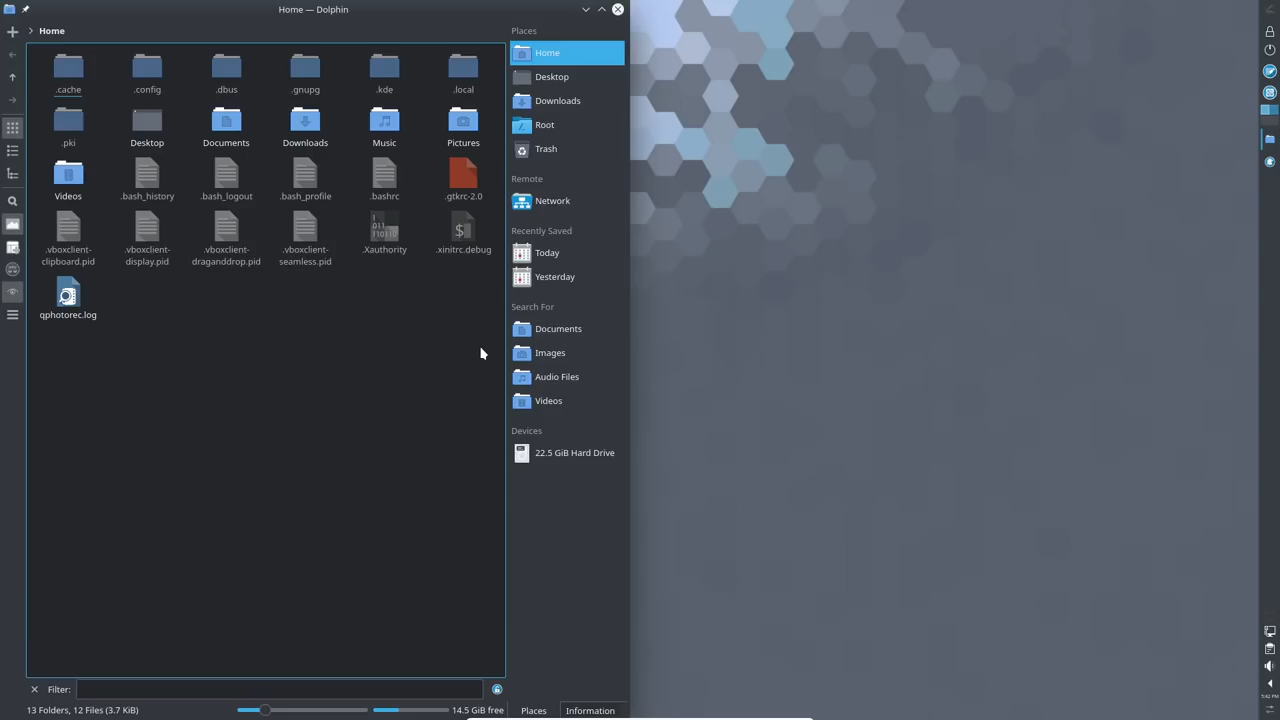 Home — Dolphin
Home
Places
Home
Desktop
Downloads
Root
Trash
Remote
Network
Recently Saved
Today
Yesterday
Search For
Documents
Images
Audio Files
Videos
Devices
22.5 GiB Hard Drive
.cache
.config
.dbus
.gnupg
.kde
.local
.pki
Desktop
Documents
Downloads
Music
Pictures
Videos
.bash_history
.bash_logout
.bash_profile
.bashrc
.gtkrc-2.0
.vboxclient-
clipboard.pid
.vboxclient-
display.pid
.vboxclient-
draganddrop.pid
.vboxclient-
seamless.pid
.Xauthority
.xinitrc.debug
qphotorec.log
Filter:
13 Folders, 12 Files (3.7 KiB)
14.5 GiB free
Places
Information
5:42 PM